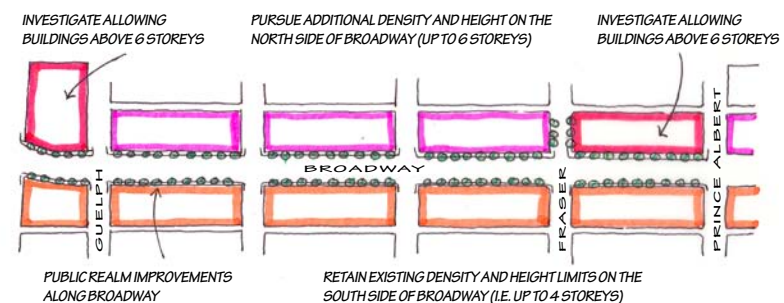 INVESTIGATE ALLOWING
BUILDINGS ABOVE 6 STOREYS
PURSUE ADDITIONAL DENSITY AND HEIGHT ON THE
NORTH SIDE OF BROADWAY (UP TO 6 STOREYS)
INVESTIGATE ALLOWING
BUILDINGS ABOVE 6 STOREYS
BROADWAY
GUELPH
FRASER
PRINCE ALBERT
PUBLIC REALM IMPROVEMENTS
ALONG BROADWAY
RETAIN EXISTING DENSITY AND HEIGHT LIMITS ON THE
SOUTH SIDE OF BROADWAY (I.E. UP TO 4 STOREYS)